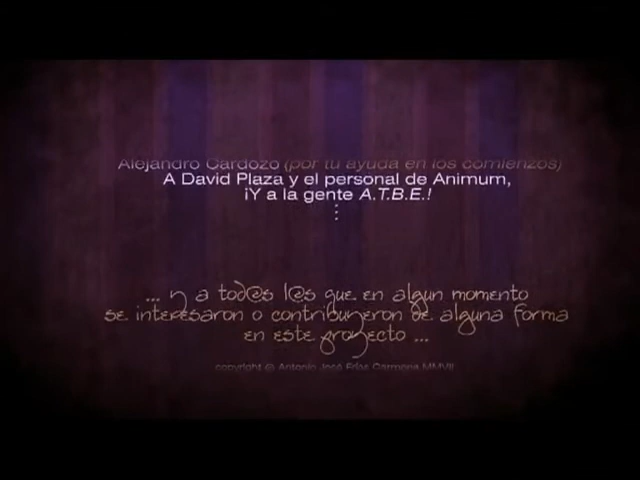 Alejandro Cardozo (por tu ayuda en los comienzos)
A David Plaza y el personal de Animum,
¡Y a la gente A.T.B.E.!
:
... y a tod@s l@s que en algun momento
se interesaron o contribuyeron de alguna forma
en este proyecto ...
copyright © Antonio José Frías Carmona MMVII